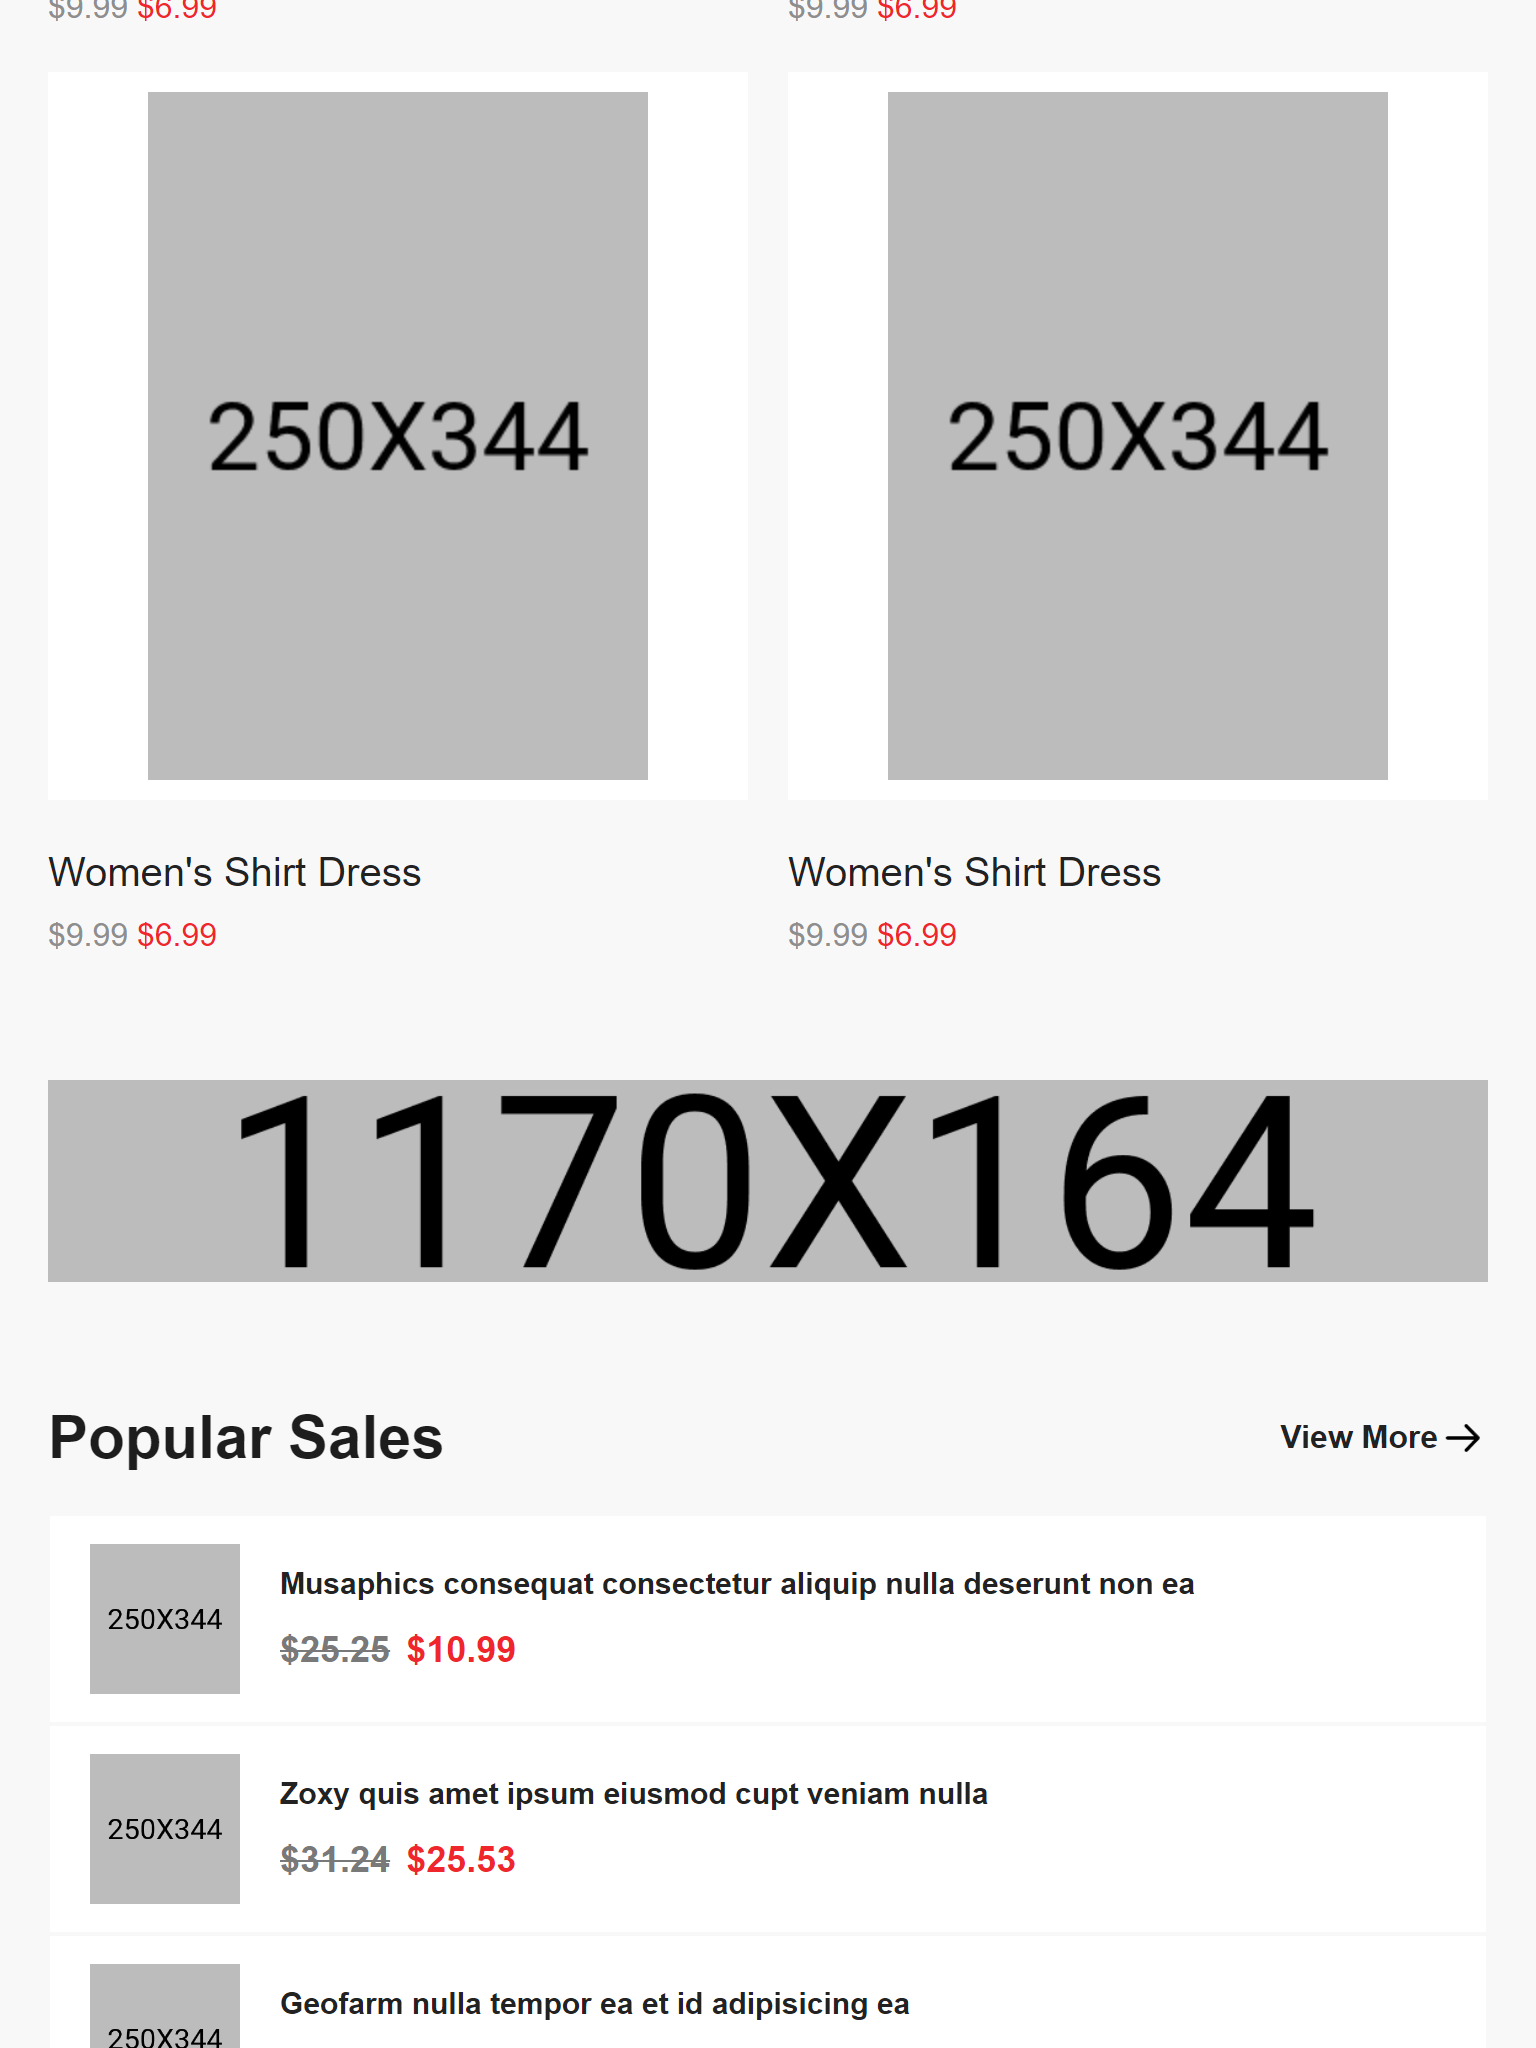 $9.99 $6.99
$9.99 $6.99
250X344
250X344
Women's Shirt Dress
$9.99 $6.99
Women's Shirt Dress
$9.99 $6.99
1170X164
Popular Sales
View More
250X344
Musaphics consequat consectetur aliquip nulla deserunt non ea
$25.25 $10.99
250X344
Zoxy quis amet ipsum eiusmod cupt veniam nulla
$31.24 $25.53
250X344
Geofarm nulla tempor ea et id adipisicing ea